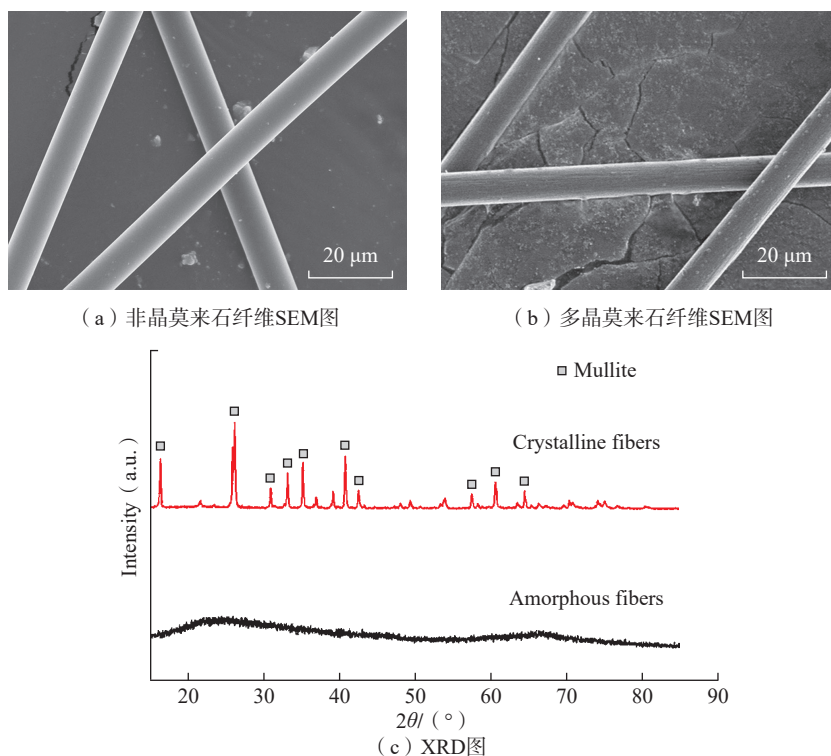 20 μm
20 μm
（a）非晶莫来石纤维SEM图
（b）多晶莫来石纤维SEM图
Mullite
Crystalline fibers
Amorphous fibers
Intensity（a.u.）
20 30 40 50 60 70 80 90
2θ/（°）
（c）XRD图